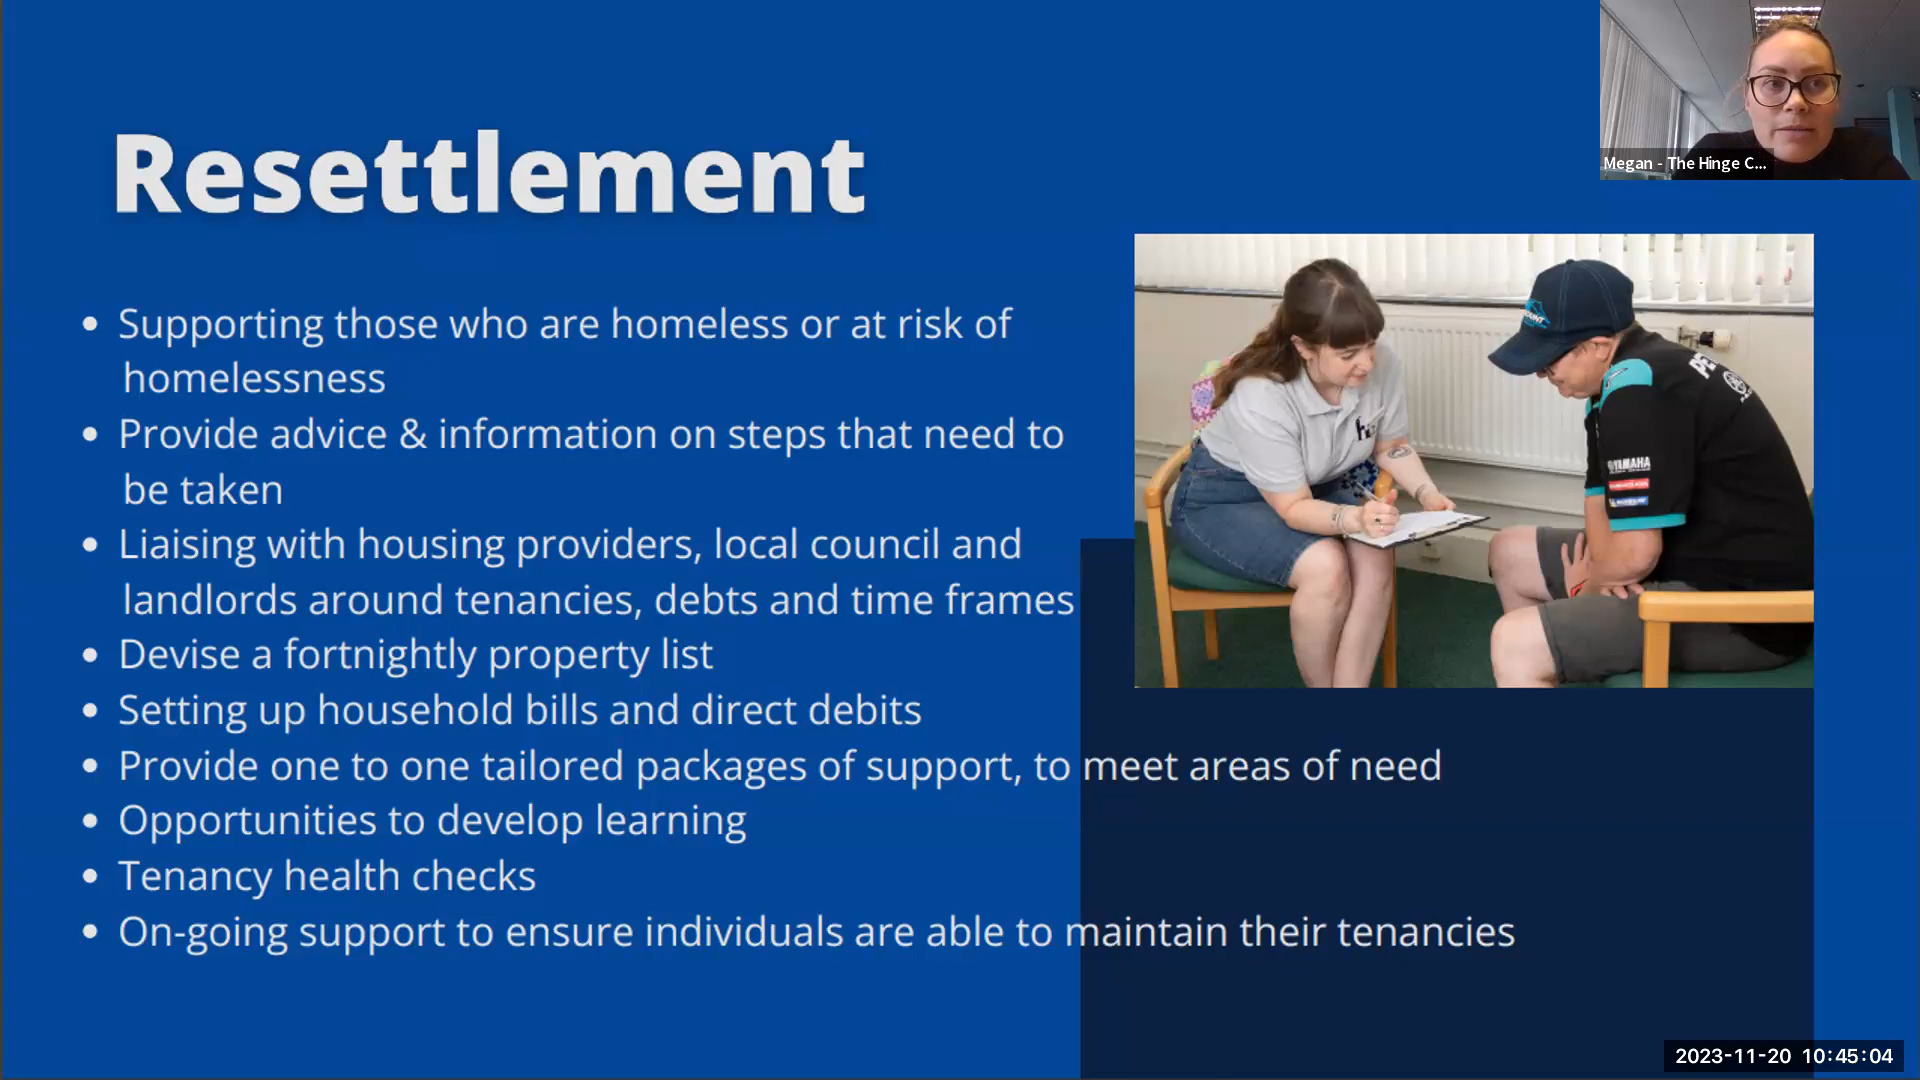 Megan - The Hinge C...
Resettlement
• Supporting those who are homeless or at risk of
homelessness
• Provide advice & information on steps that need to
be taken
• Liaising with housing providers, local council and
landlords around tenancies, debts and time frames
• Devise a fortnightly property list
• Setting up household bills and direct debits
• Provide one to one tailored packages of support, to meet areas of need
• Opportunities to develop learning
• Tenancy health checks
• On-going support to ensure individuals are able to maintain their tenancies
YAMAHA
2023-11-20 10:45:04